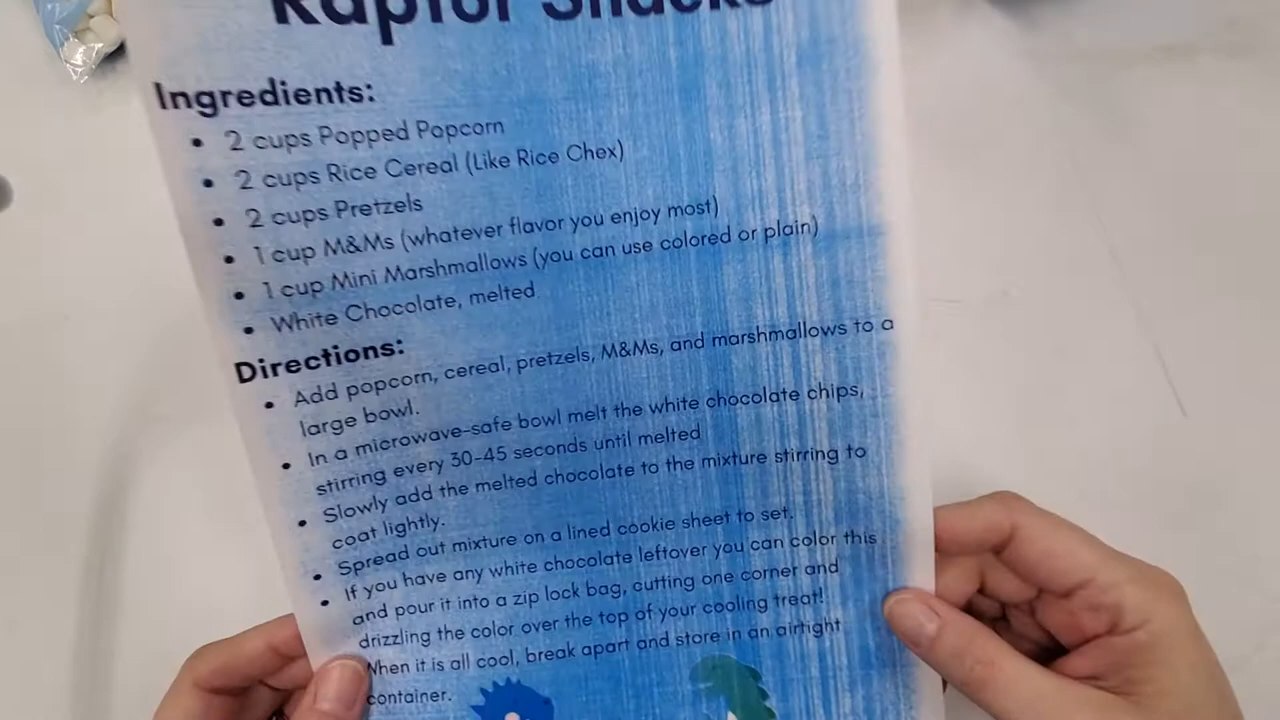 Raptor Snacks
Ingredients:
• 2 cups Popped Popcorn
• 2 cups Rice Cereal (Like Rice Chex)
• 2 cups Pretzels
• 1 cup M&Ms (whatever flavor you enjoy most)
• 1 cup Mini Marshmallows (you can use colored or plain)
• White Chocolate, melted
Directions:
• Add popcorn, cereal, pretzels, M&Ms, and marshmallows to a
large bowl.
• In a microwave-safe bowl melt the white chocolate chips,
stirring every 30-45 seconds until melted
• Slowly add the melted chocolate to the mixture stirring to
coat lightly.
• Spread out mixture on a lined cookie sheet to set.
• If you have any white chocolate leftover you can color this
and pour it into a zip lock bag, cutting one corner and
drizzling the color over the top of your cooling treat!
When it is all cool, break apart and store in an airtight
container.